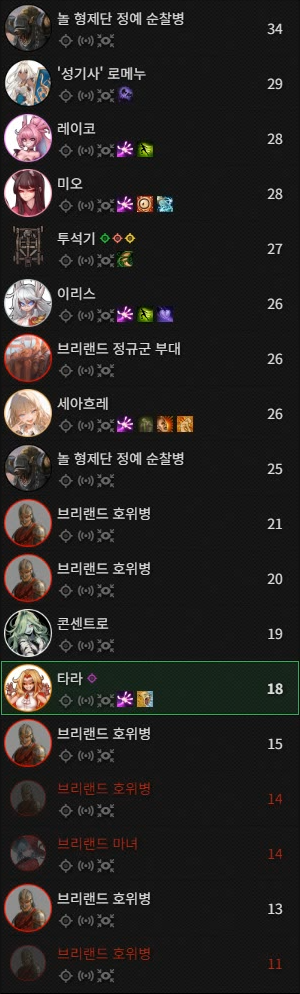 놀 형제단 정예 순찰병 34
'성기사' 로메누 29
레이코 28
미오 28
투석기 27
이리스 26
브리랜드 정규군 부대 26
세아흐레 26
놀 형제단 정예 순찰병 25
브리랜드 호위병 21
브리랜드 호위병 20
콘센트로 19
타라 18
브리랜드 호위병 15
브리랜드 호위병 14
브리랜드 마녀 14
브리랜드 호위병 13
브리랜드 호위병 11